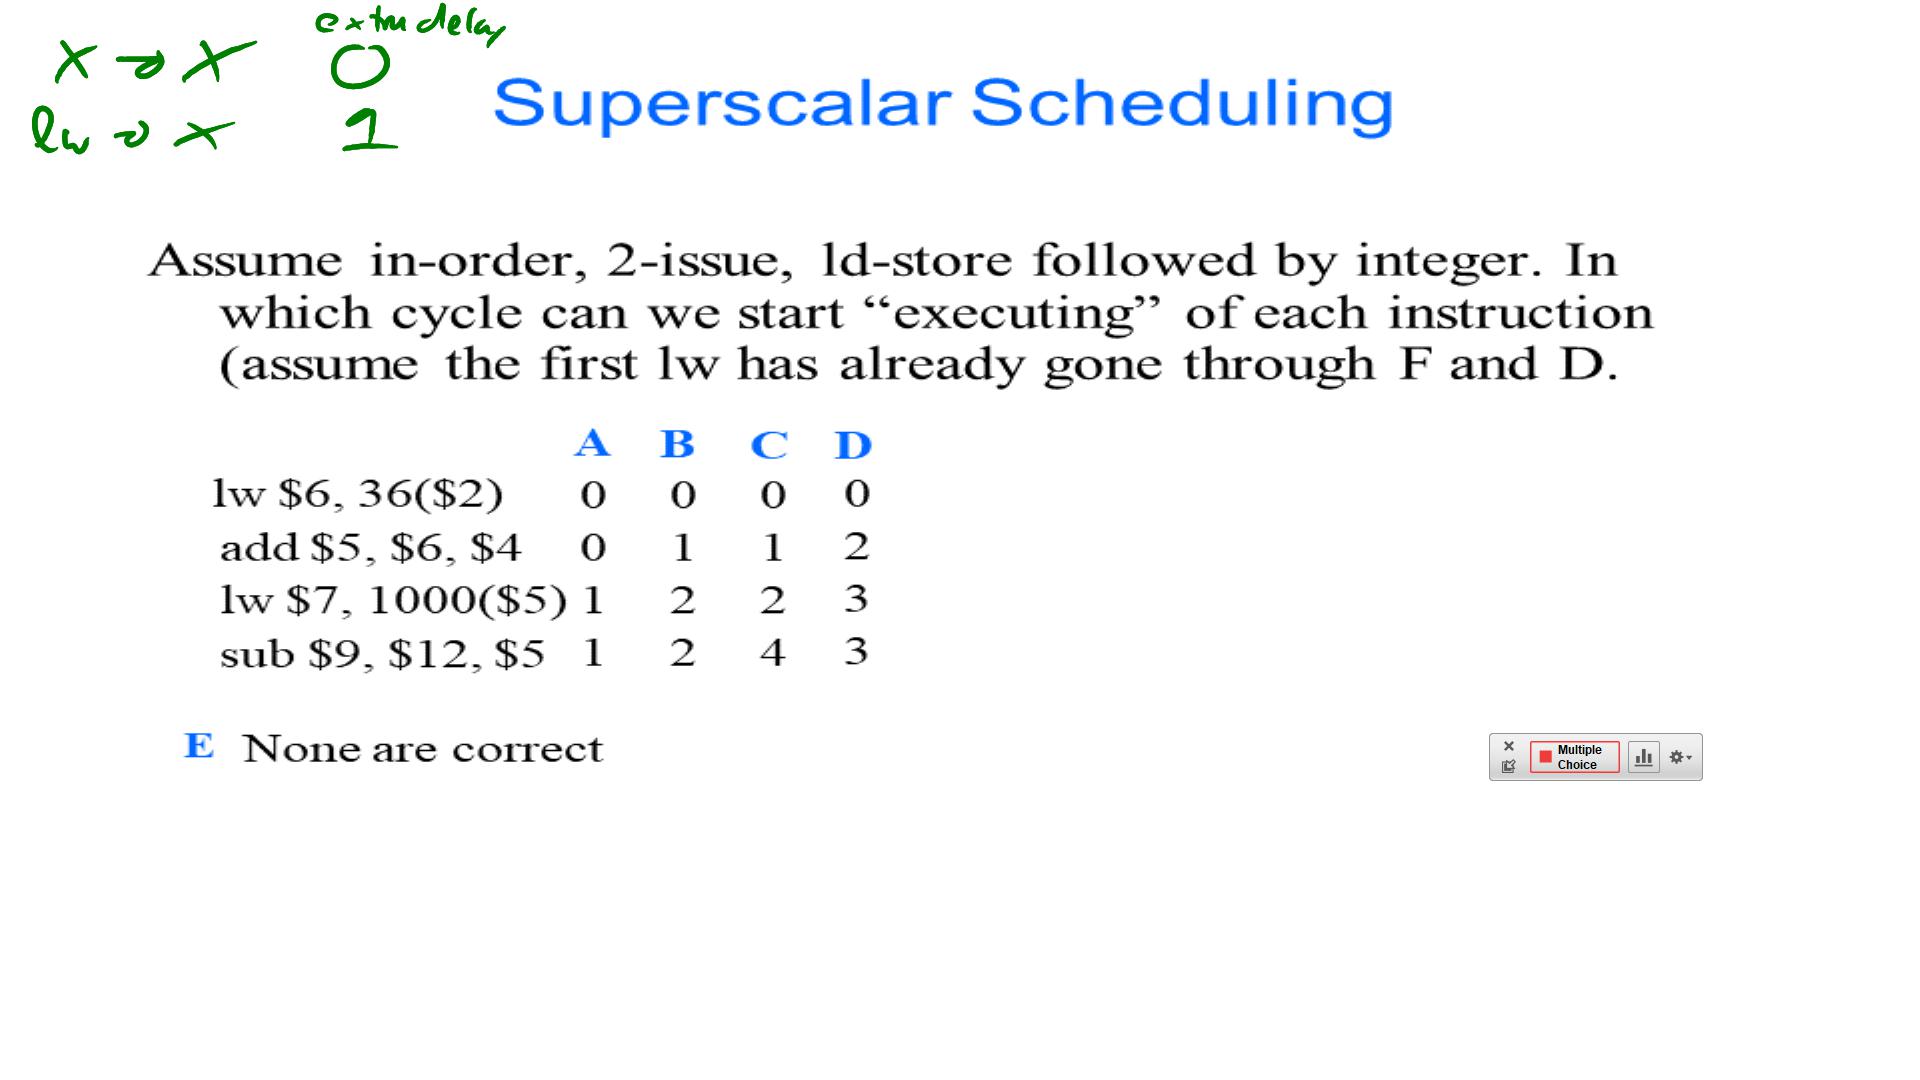 extra delay
x → x 0
lw → x 1
Superscalar Scheduling
Assume in-order, 2-issue, ld-store followed by integer. In
which cycle can we start “executing” of each instruction
(assume the first lw has already gone through F and D.
A B C D
lw $6, 36($2) 0 0 0 0
add $5, $6, $4 0 1 1 2
lw $7, 1000($5) 1 2 2 3
sub $9, $12, $5 1 2 4 3
E None are correct
Multiple
Choice